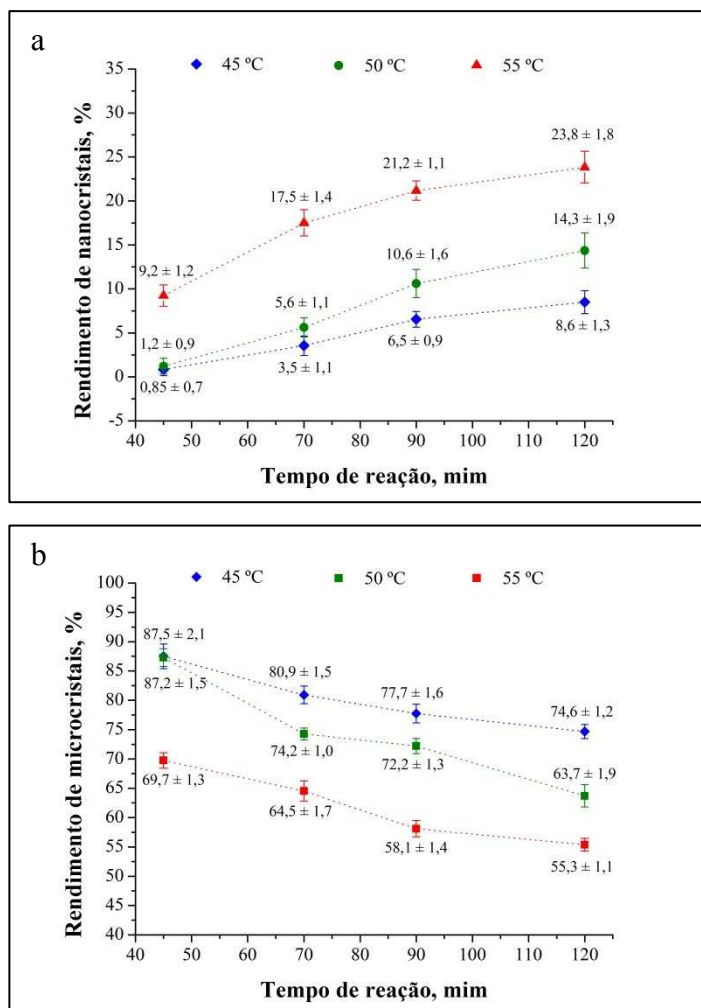 a
45 ºC 50 ºC 55 ºC
35
30
25
20
15
10
5
0
-5
Rendimento de nanocristais, %
23,8 ± 1,8
21,2 ± 1,1
17,5 ± 1,4
14,3 ± 1,9
10,6 ± 1,6
9,2 ± 1,2
5,6 ± 1,1
1,2 ± 0,9
8,6 ± 1,3
6,5 ± 0,9
3,5 ± 1,1
0,85 ± 0,7
40 50 60 70 80 90 100 110 120
Tempo de reação, mim
b
45 ºC 50 ºC 55 ºC
100
95
90
85
80
75
70
65
60
55
50
45
40
Rendimento de microcristais, %
87,5 ± 2,1
80,9 ± 1,5
77,7 ± 1,6
74,6 ± 1,2
87,2 ± 1,5
74,2 ± 1,0
72,2 ± 1,3
63,7 ± 1,9
69,7 ± 1,3
64,5 ± 1,7
58,1 ± 1,4
55,3 ± 1,1
40 50 60 70 80 90 100 110 120
Tempo de reação, mim